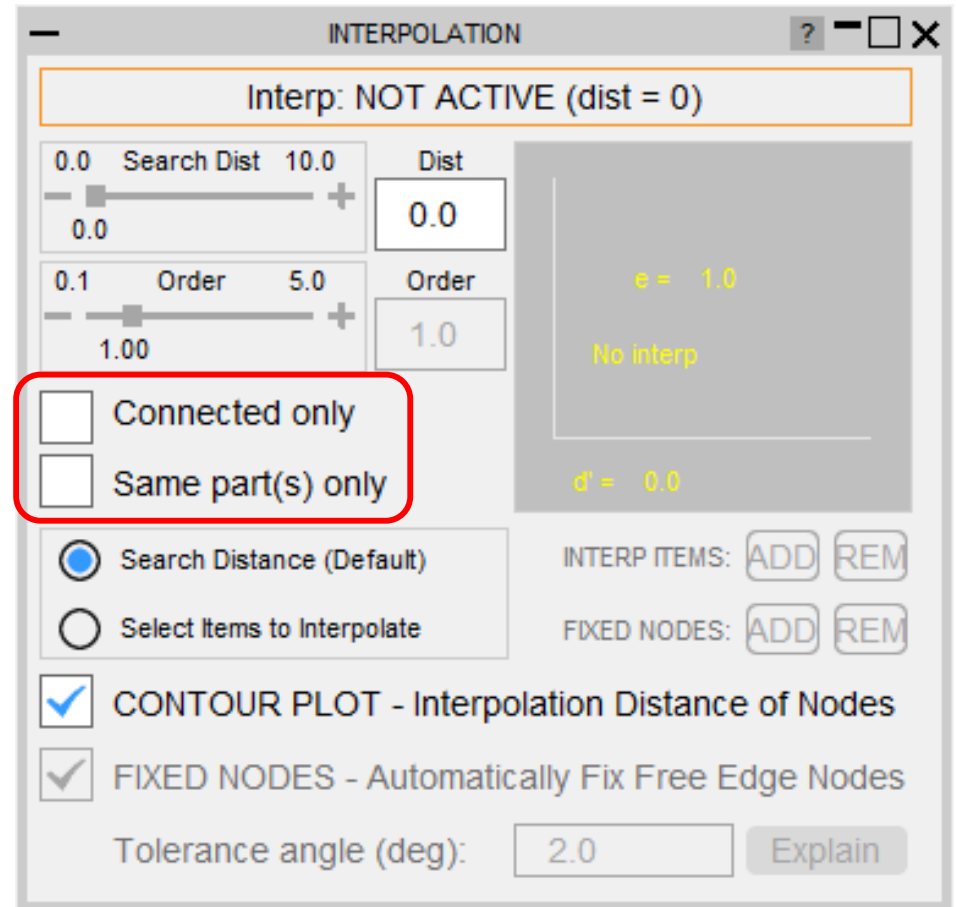 INTERPOLATION ?
Interp: NOT ACTIVE (dist = 0)
0.0 Search Dist 10.0 Dist
0.0
0.0
0.1 Order 5.0 Order
1.00
1.0
e = 1.0
No interp
d' = 0.0
Connected only
Same part(s) only
Search Distance (Default)
Select Items to Interpolate
INTERP ITEMS: ADD REM
FIXED NODES: ADD REM
CONTOUR PLOT - Interpolation Distance of Nodes
FIXED NODES - Automatically Fix Free Edge Nodes
Tolerance angle (deg): 2.0 Explain